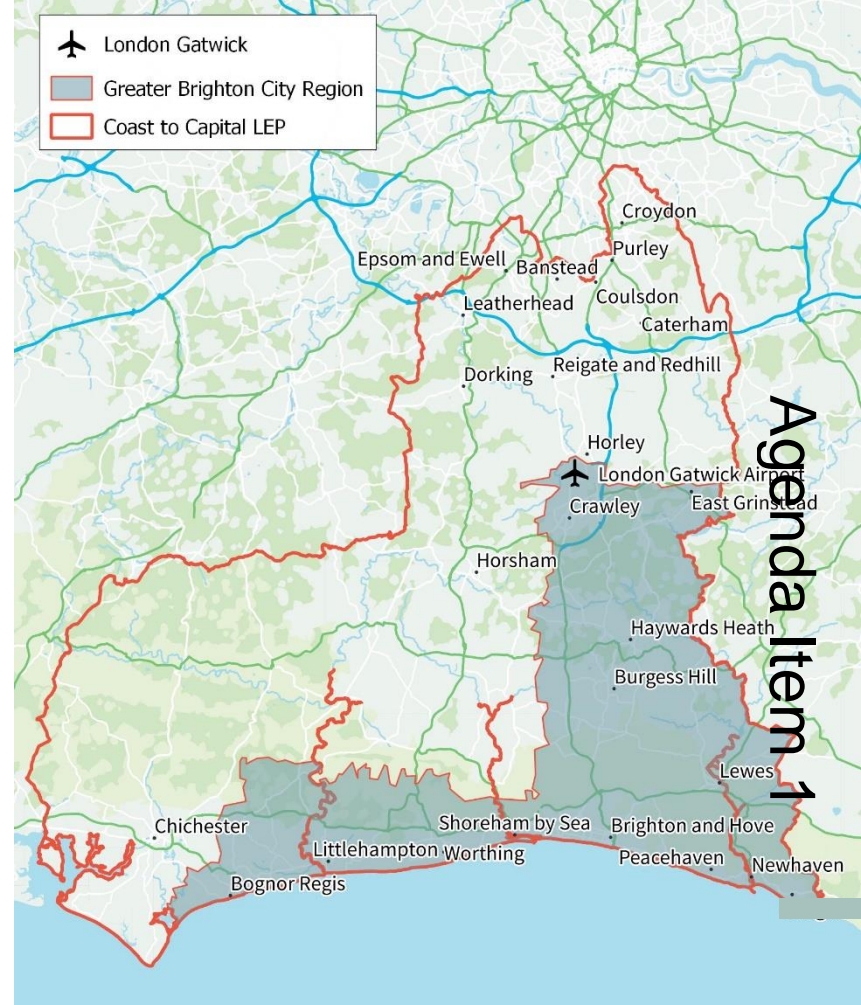 London Gatwick
Greater Brighton City Region
Coast to Capital LEP
Croydon
Purley
Epsom and Ewell
Banstead
Coulsdon
Leatherhead
Caterham
Reigate and Redhill
Dorking
Agenda Item 1
Horley
London Gatwick Airport
East Grinstead
Crawley
Horsham
Haywards Heath
Burgess Hill
Lewes
Chichester
Shoreham by Sea
Brighton and Hove
Littlehampton
Worthing
Peacehaven
Newhaven
Bognor Regis